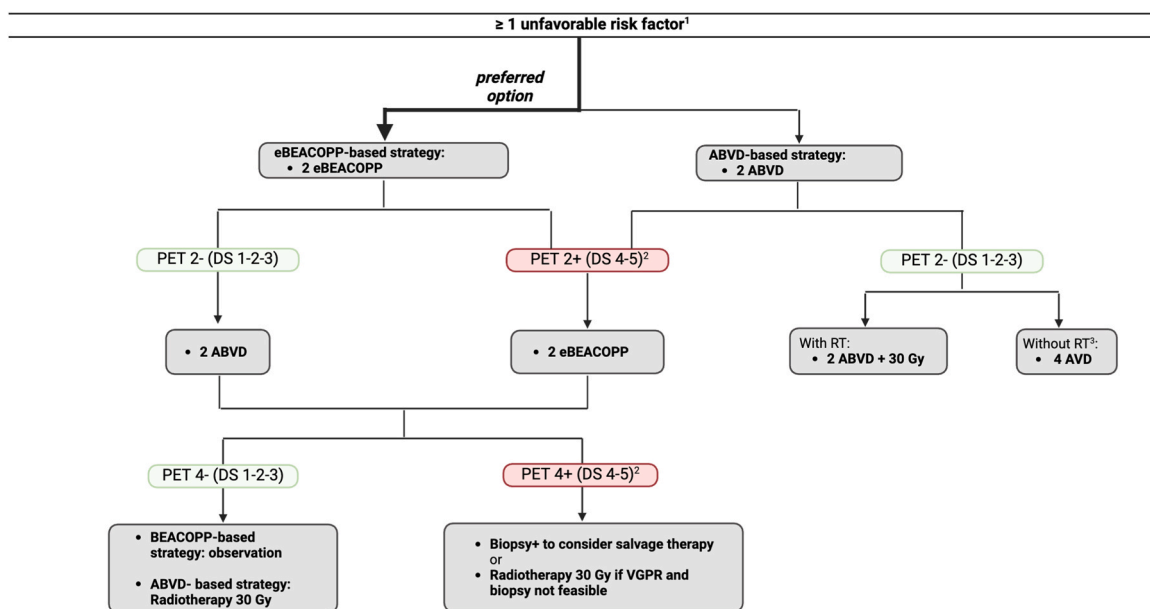 ≥ 1 unfavorable risk factor¹
preferred
option
eBEACOPP-based strategy:
• 2 eBEACOPP
ABVD-based strategy:
• 2 ABVD
PET 2- (DS 1-2-3)
PET 2+ (DS 4-5)²
PET 2- (DS 1-2-3)
• 2 ABVD
• 2 eBEACOPP
With RT:
• 2 ABVD + 30 Gy
Without RT³:
• 4 AVD
PET 4- (DS 1-2-3)
PET 4+ (DS 4-5)²
• BEACOPP-based
strategy: observation
• ABVD- based strategy:
Radiotherapy 30 Gy
• Biopsy+ to consider salvage therapy
or
• Radiotherapy 30 Gy if VGPR and
biopsy not feasible